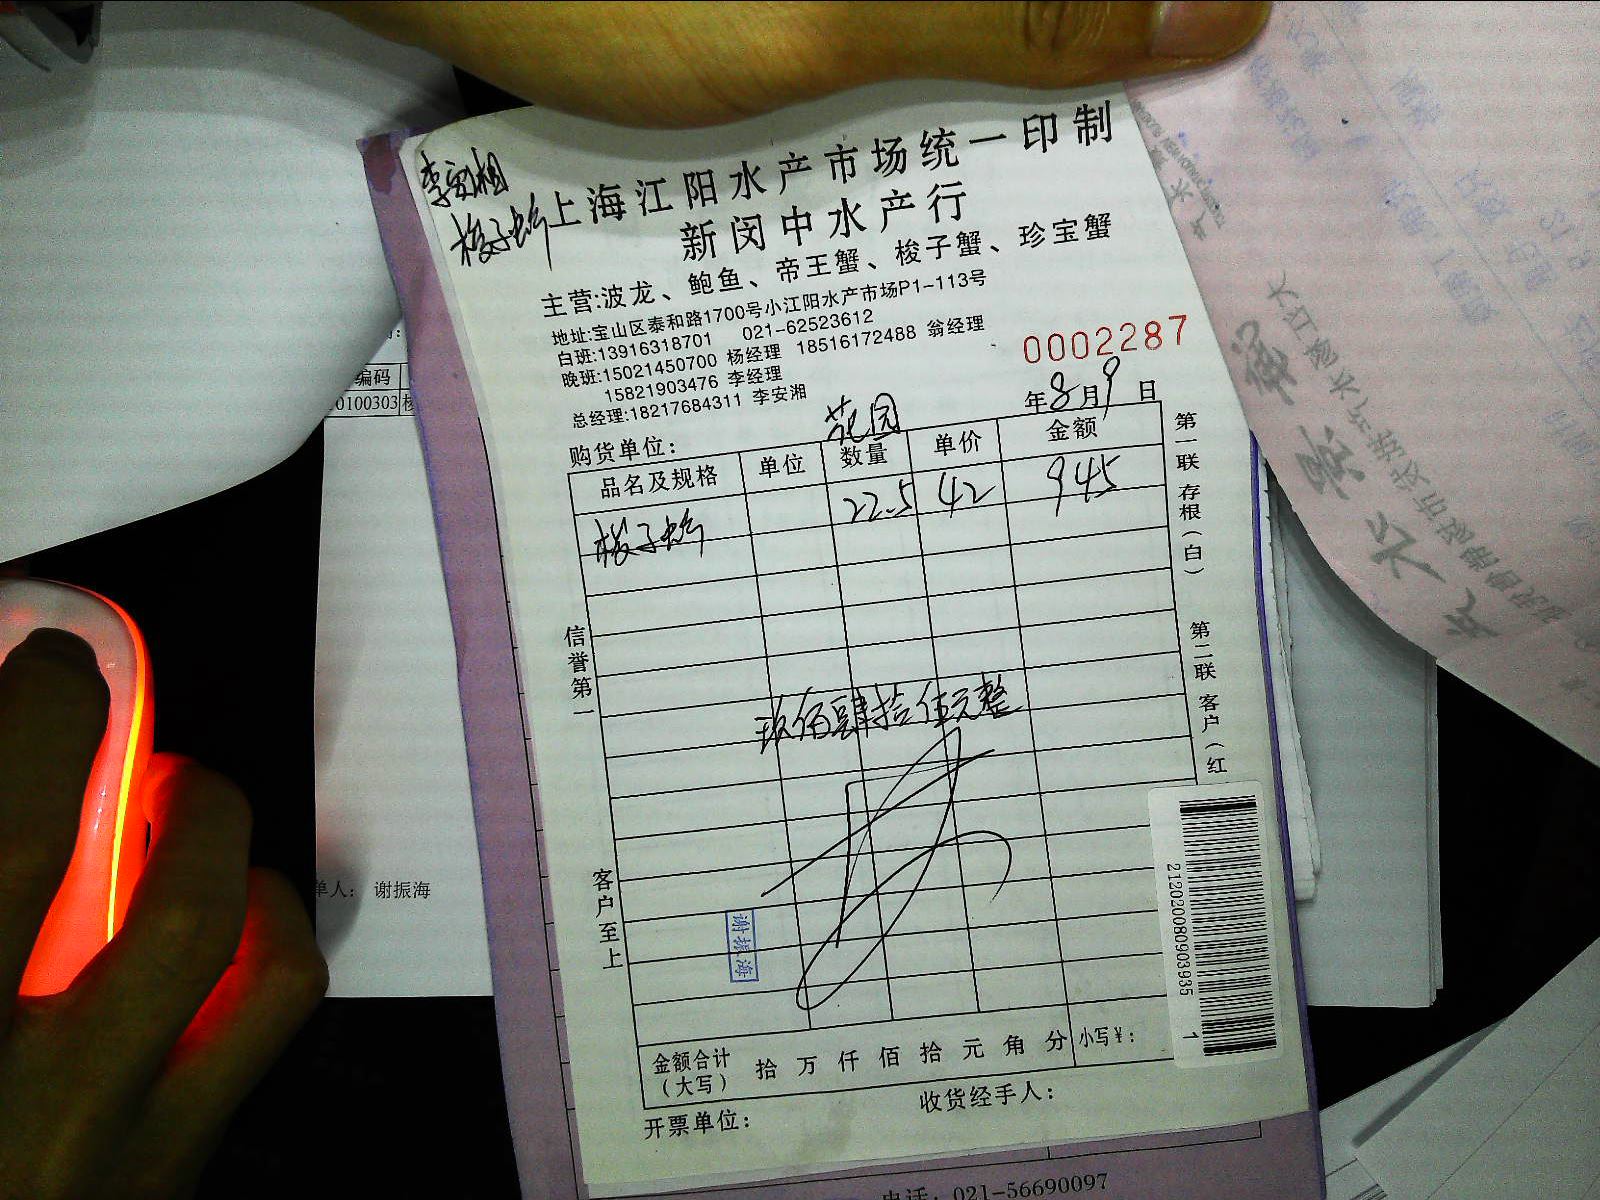 李安湘
梭子蟹
上海江阳水产市场统一印制
新闵中水产行
主营:波龙、鲍鱼、帝王蟹、梭子蟹、珍宝蟹
地址:宝山区泰和路1700号小江阳水产市场P1-113号
白班:13916318701 021-62523612
晚班:15021450700 杨经理 18516172488 翁经理
15821903476 李经理
总经理:18217684311 李安湘
0002287
年8月9日
购货单位: 花园
品名及规格 单位 数量 单价 金额
梭子蟹 22.5 42 945
玖佰肆拾伍元整
信誉第一
客户至上
第一联 存根(白)
第二联 客户(红
谢振海
212020080903935 1
金额合计(大写) 拾 万 仟 佰 拾 元 角 分 小写¥:
开票单位: 收货经手人:
编码
0100303
单人: 谢振海
电话: 021-56690097